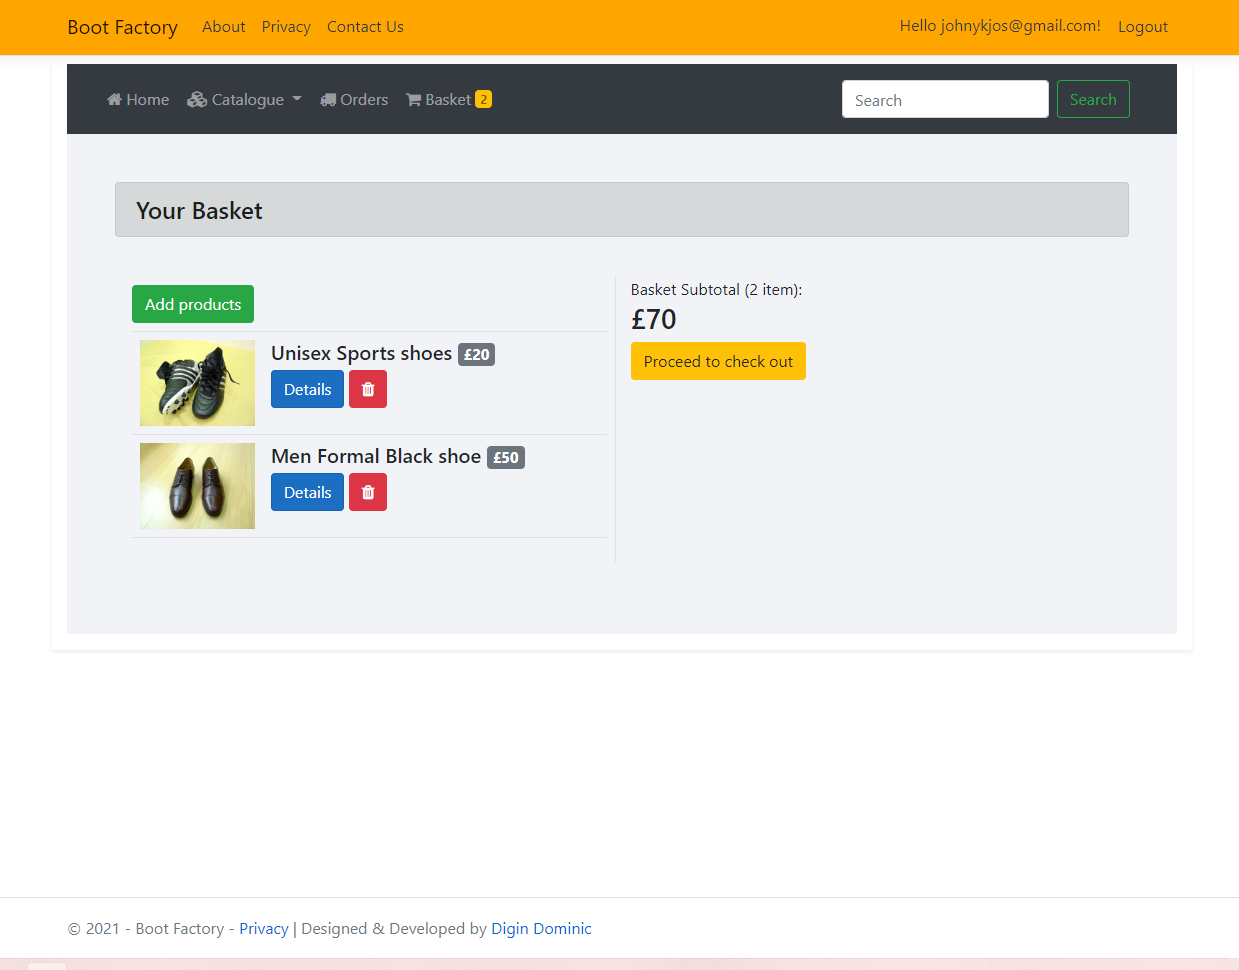 Boot Factory About Privacy Contact Us Hello johnykjos@gmail.com! Logout
Home Catalogue Orders Basket 2 Search Search
Your Basket
Add products
Unisex Sports shoes £20
Details
Men Formal Black shoe £50
Details
Basket Subtotal (2 item):
£70
Proceed to check out
© 2021 - Boot Factory - Privacy | Designed & Developed by Digin Dominic